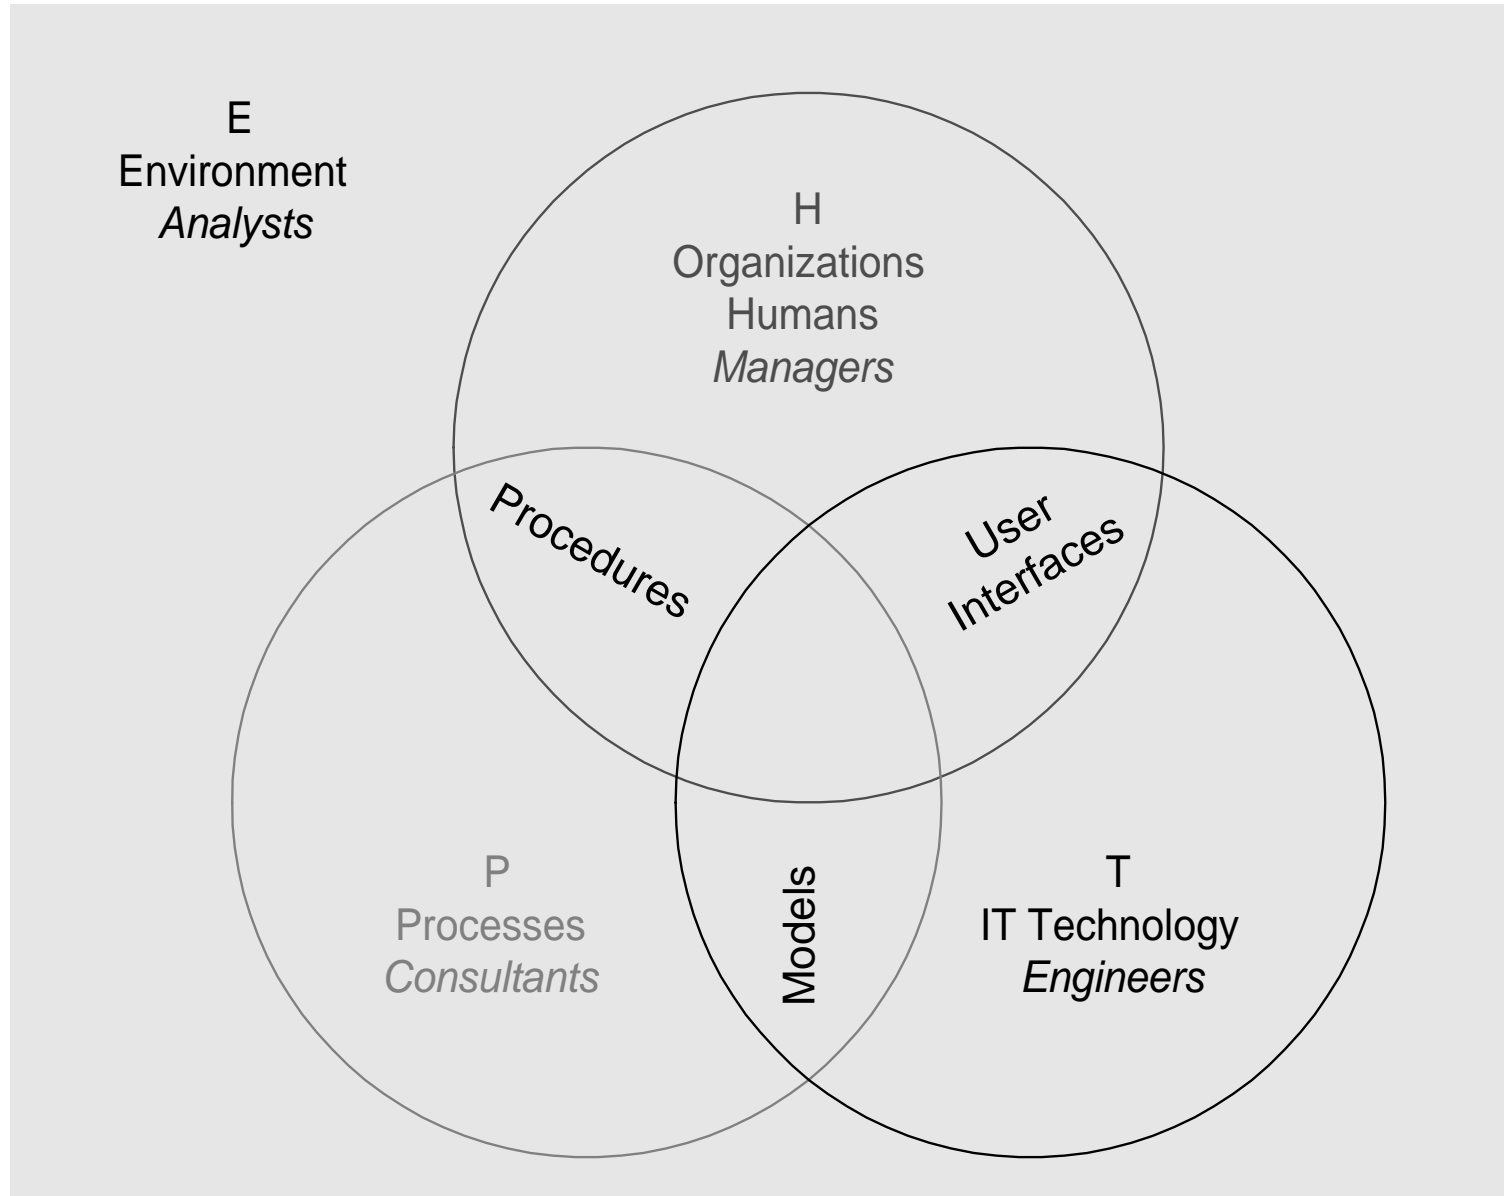 E
Environment
Analysts
H
Organizations
Humans
Managers
Procedures
User
Interfaces
P
Processes
Consultants
Models
T
IT Technology
Engineers